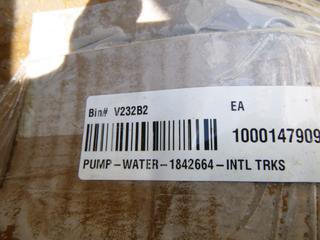 Bin# V232B2 EA
1000147909
PUMP-WATER-1842664-INTL TRKS